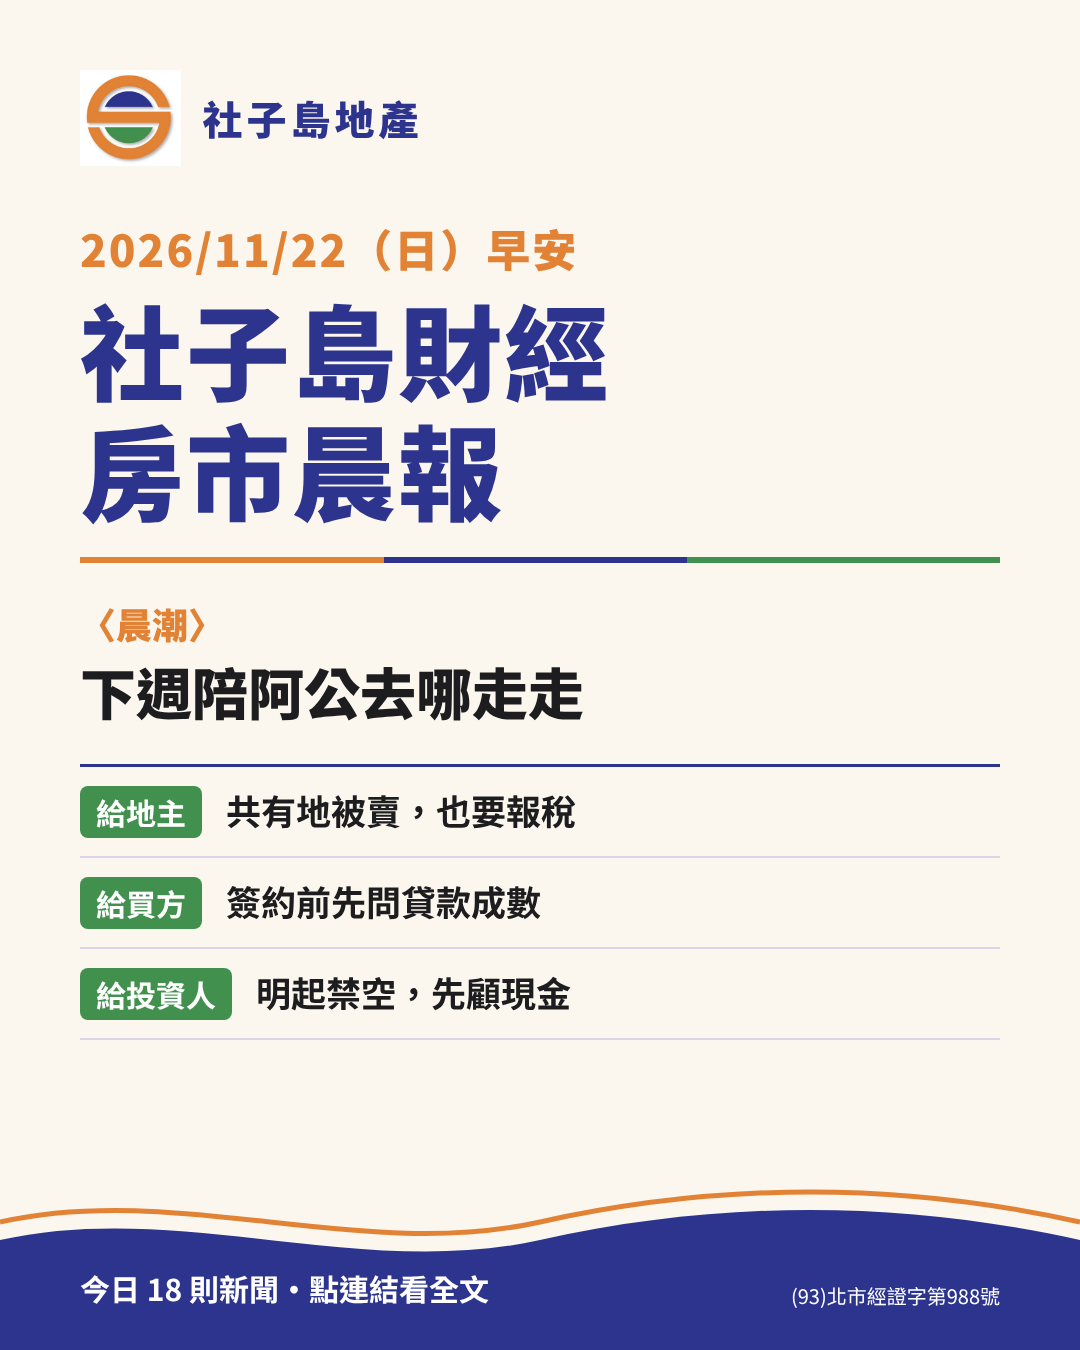 社子島地產
2026/11/22（日）早安
社子島財經
房市晨報
〈晨潮〉
下週陪阿公去哪走走
給地主 共有地被賣，也要報稅
給買方 簽約前先問貸款成數
給投資人 明起禁空，先顧現金
今日 18 則新聞・點連結看全文
(93)北市經證字第988號